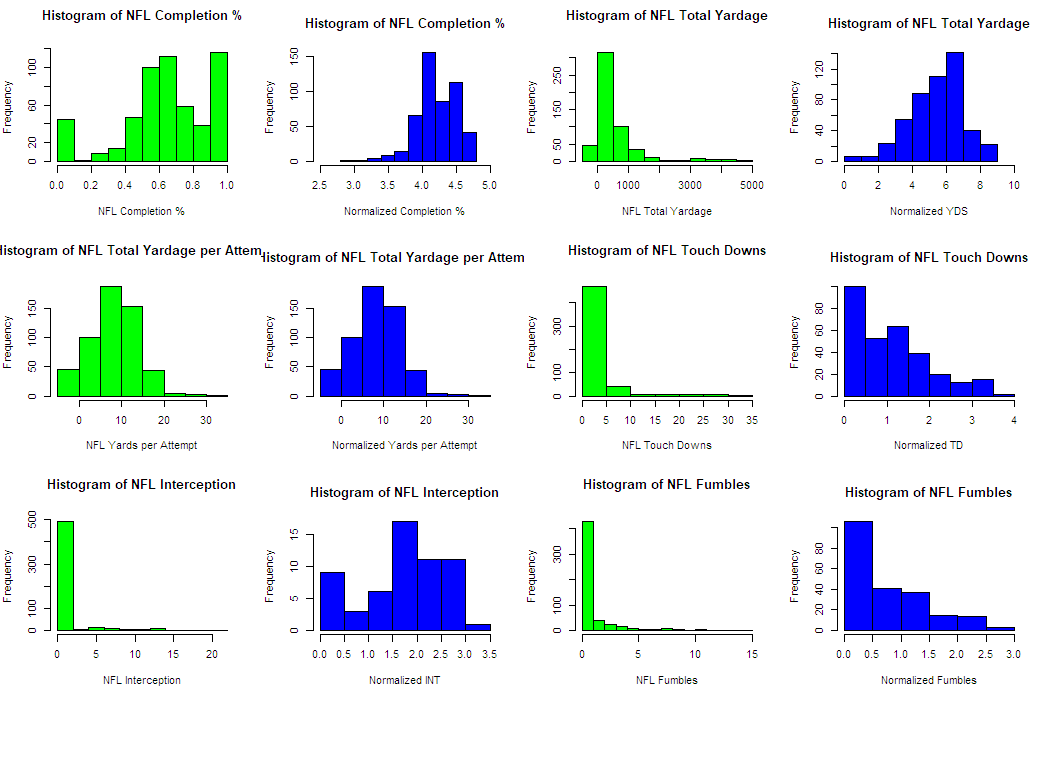 Histogram of NFL Completion %
Frequency
0 20 60 100
0.0 0.2 0.4 0.6 0.8 1.0
NFL Completion %
Histogram of NFL Completion %
Frequency
0 50 100 150
2.5 3.0 3.5 4.0 4.5 5.0
Normalized Completion %
Histogram of NFL Total Yardage
Frequency
0 50 150 250
0 1000 3000 5000
NFL Total Yardage
Histogram of NFL Total Yardage
Frequency
0 40 80 120
0 2 4 6 8 10
Normalized YDS
Histogram of NFL Total Yardage per Attem
Frequency
0 50 100 150
0 10 20 30
NFL Yards per Attempt
Histogram of NFL Total Yardage per Attem
Frequency
0 50 100 150
0 10 20 30
Normalized Yards per Attempt
Histogram of NFL Touch Downs
Frequency
0 100 300
0 5 10 15 20 25 30 35
NFL Touch Downs
Histogram of NFL Touch Downs
Frequency
0 20 40 60 80
0 1 2 3 4
Normalized TD
Histogram of NFL Interception
Frequency
0 100 300 500
0 5 10 15 20
NFL Interception
Histogram of NFL Interception
Frequency
0 5 10 15
0.0 0.5 1.0 1.5 2.0 2.5 3.0 3.5
Normalized INT
Histogram of NFL Fumbles
Frequency
0 100 300
0 5 10 15
NFL Fumbles
Histogram of NFL Fumbles
Frequency
0 20 40 60 80
0.0 0.5 1.0 1.5 2.0 2.5 3.0
Normalized Fumbles